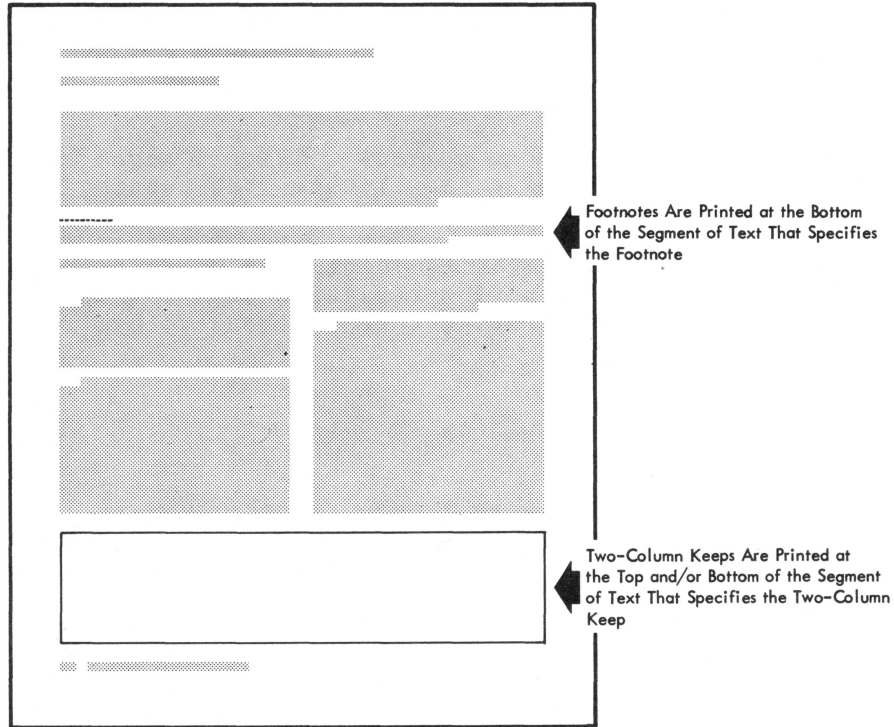 Footnotes Are Printed at the Bottom
of the Segment of Text That Specifies
the Footnote
Two-Column Keeps Are Printed at
the Top and/or Bottom of the Segment
of Text That Specifies the Two-Column
Keep